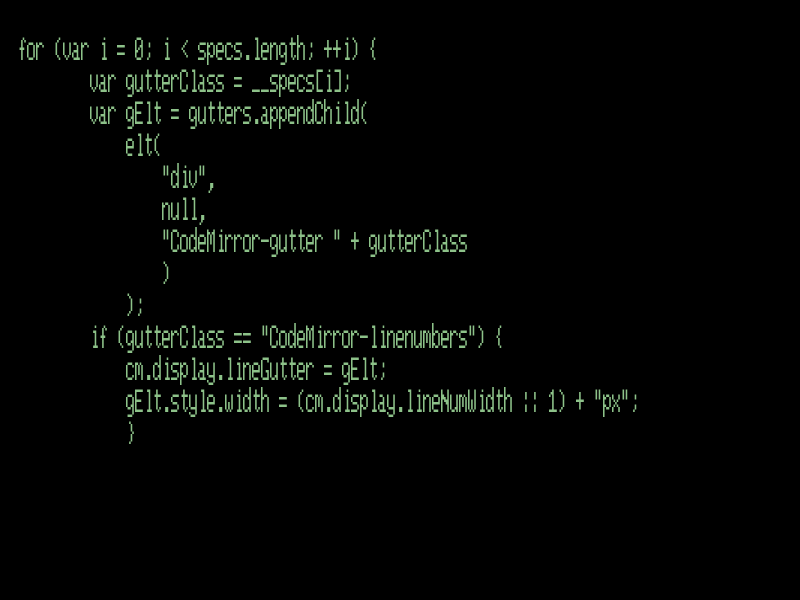 for (var i = 0; i < specs.length; ++i) {
var gutterClass = __specs[i];
var gElt = gutters.appendChild(
elt(
"div",
null,
"CodeMirror-gutter " + gutterClass
)
);
if (gutterClass == "CodeMirror-linenumbers") {
cm.display.lineGutter = gElt;
gElt.style.width = (cm.display.lineNumWidth || 1) + "px";
}